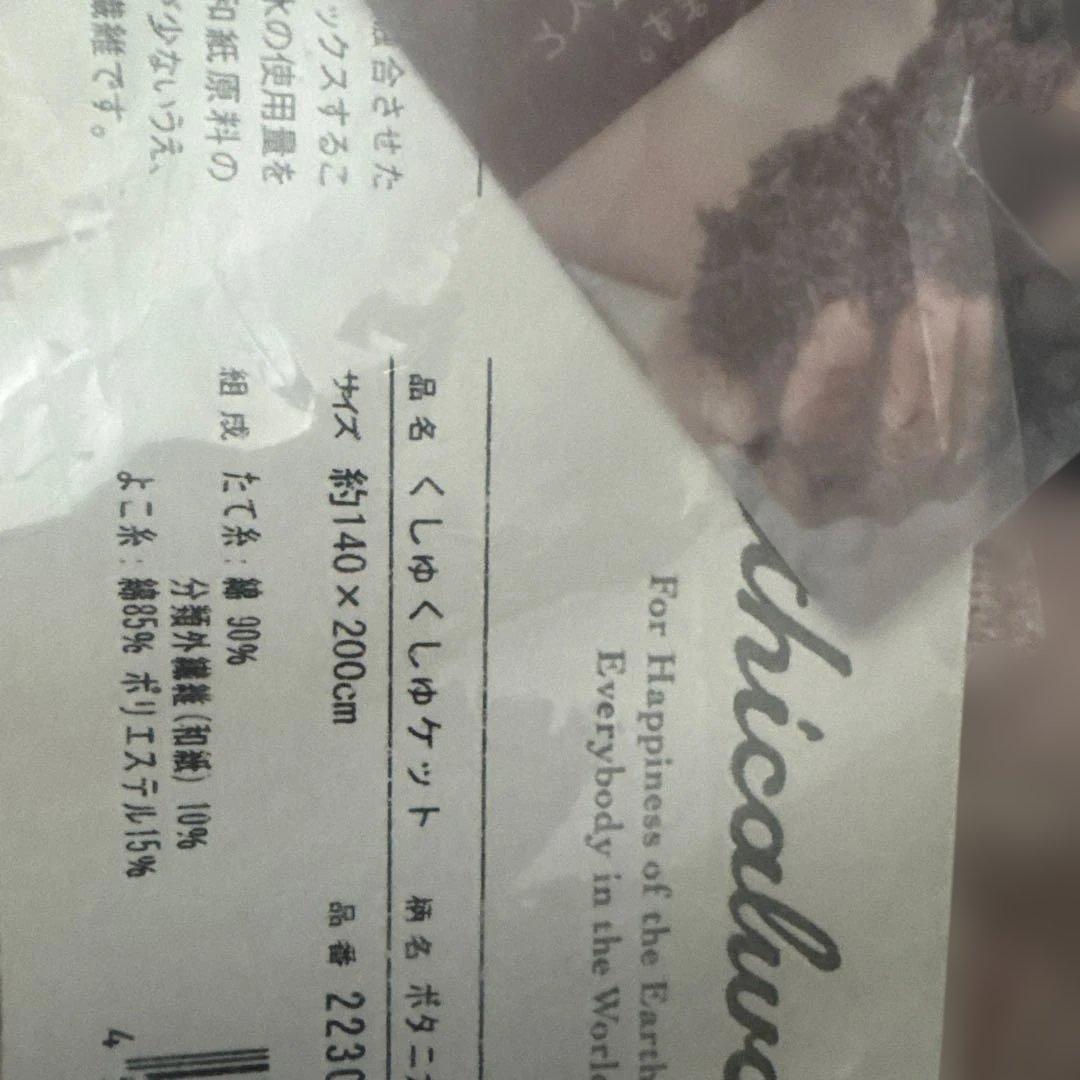 thicaluv
For Happiness of the Earth
Everybody in the World
合させた
ックスするこ
水の使用量を
和紙原料の
少ないうえ、
繊維です。
品名 くしゅくしゅケット 柄名 ボタニ
サイズ 約140×200cm 品番 2230
組成 たて糸:綿 90%
分類外繊維(和紙) 10%
よこ糸:綿85% ポリエステル15%
4